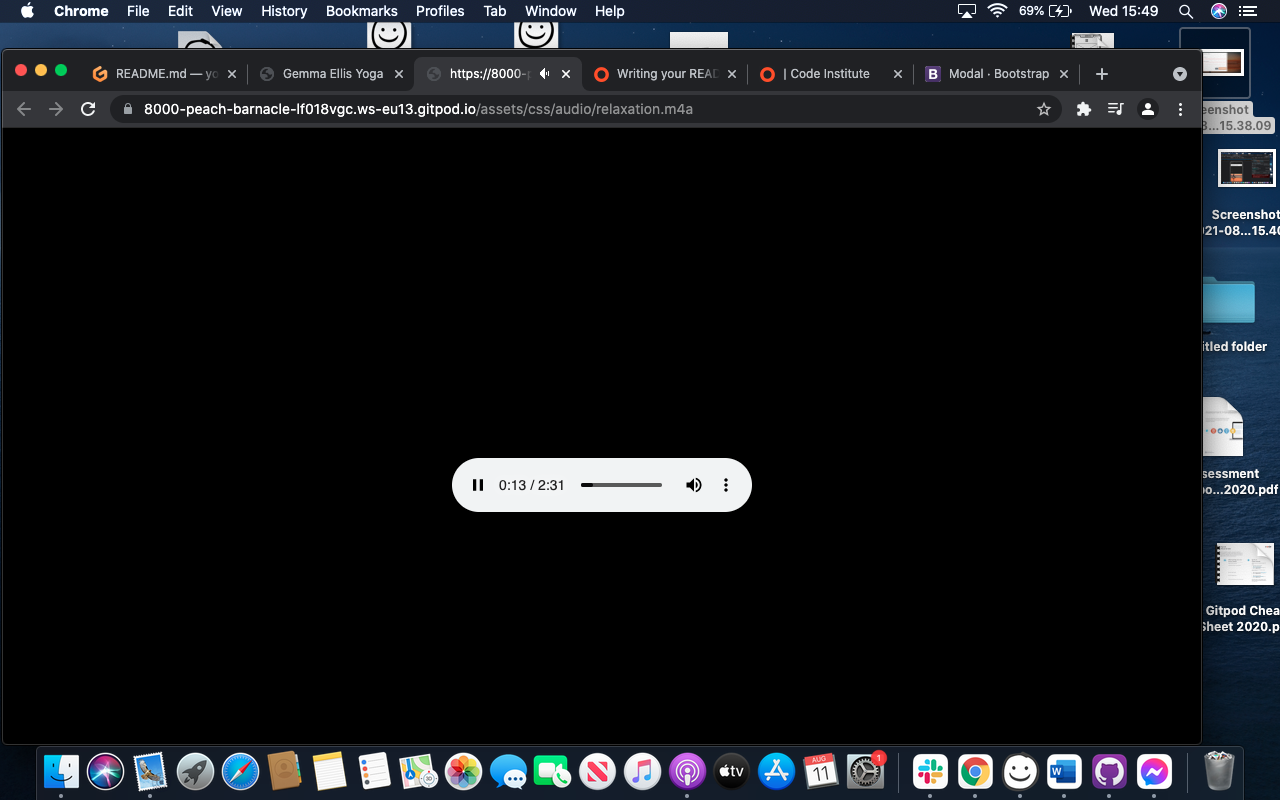 Chrome File Edit View History Bookmarks Profiles Tab Window Help 69% Wed 15:49
README.md — yo
Gemma Ellis Yoga
https://8000-p
Writing your READ
| Code Institute
B Modal · Bootstrap
8000-peach-barnacle-lf018vgc.ws-eu13.gitpod.io/assets/css/audio/relaxation.m4a
eenshot
...15.38.09
Screenshot
21-08...15.40
0:13 / 2:31
itled folder
sessment
...2020.pdf
Gitpod Chea
Sheet 2020.p
tv
AUG
11
1
W